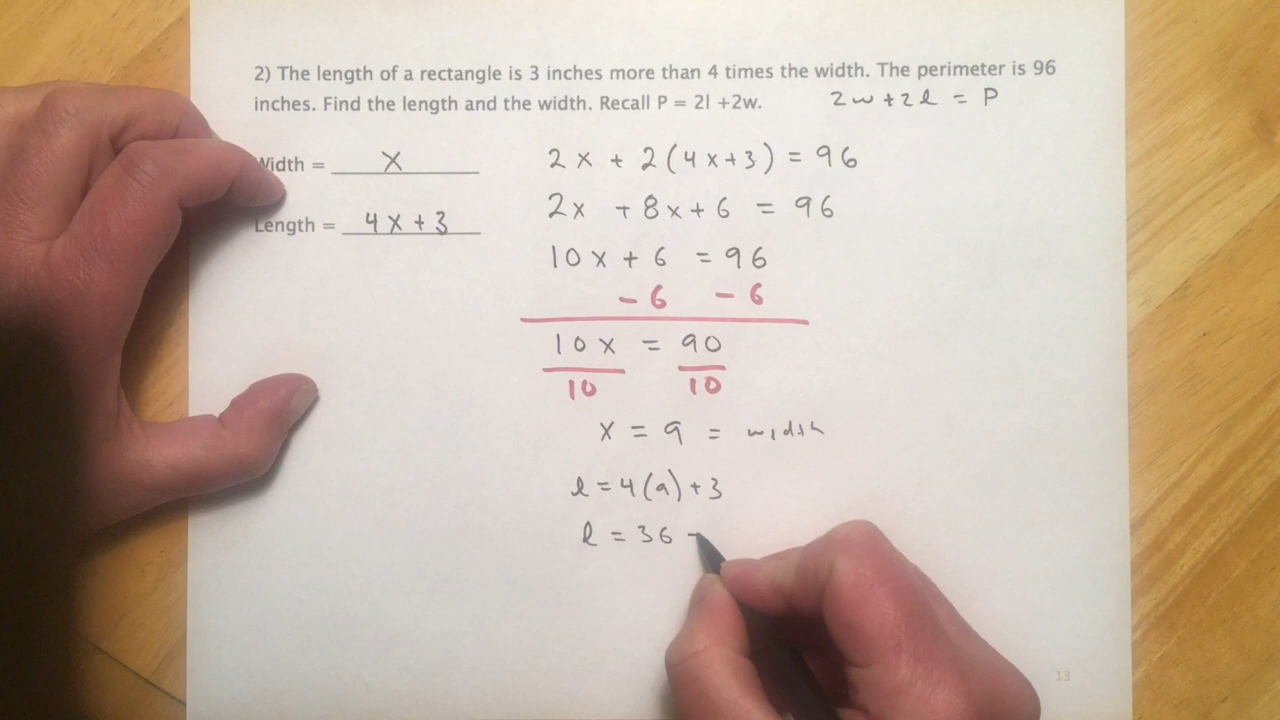 2) The length of a rectangle is 3 inches more than 4 times the width. The perimeter is 96
inches. Find the length and the width. Recall P = 2l +2w.
2w + 2l = P
Width = x
Length = 4x + 3
2x + 2(4x+3) = 96
2x + 8x + 6 = 96
10x + 6 = 96
- 6 - 6
10x = 90
10 10
x = 9 = width
l = 4(9) + 3
l = 36 -
13